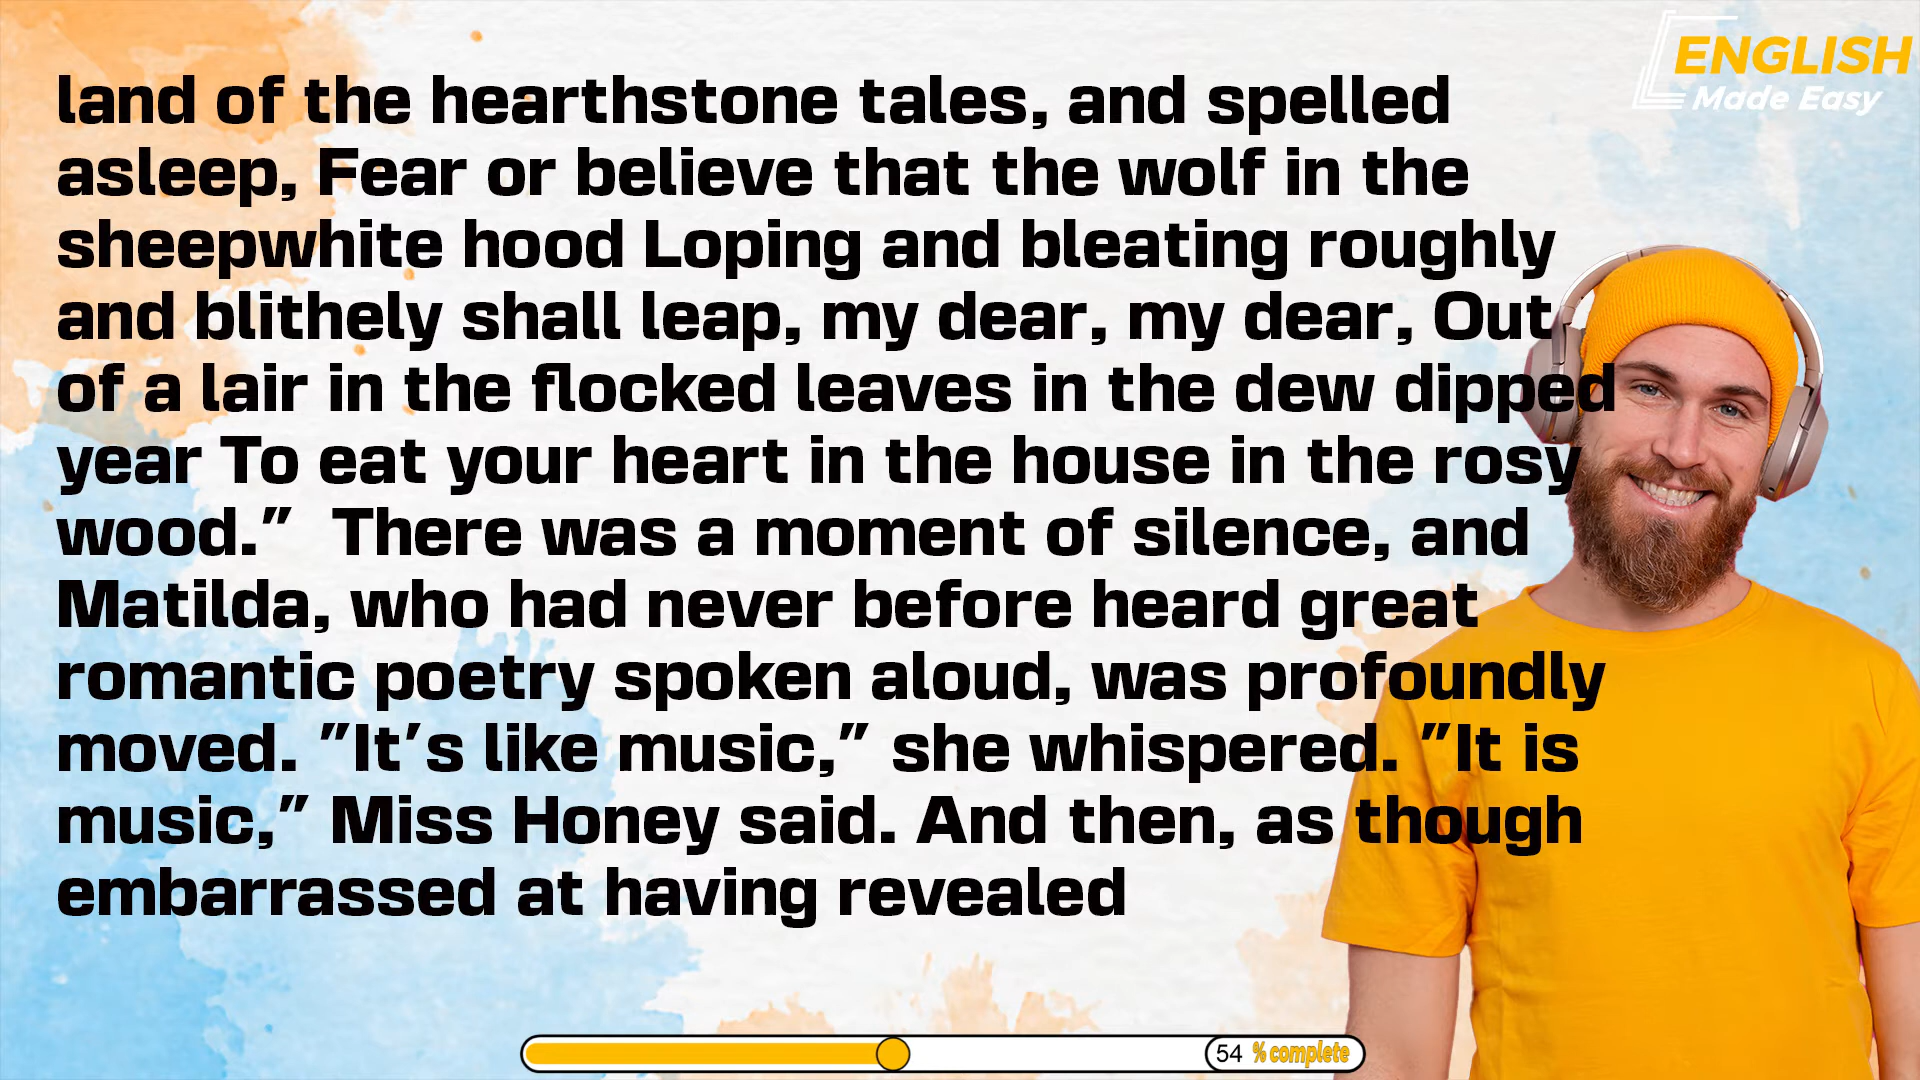 ENGLISH
Made Easy
land of the hearthstone tales, and spelled
asleep, Fear or believe that the wolf in the
sheepwhite hood Loping and bleating roughly
and blithely shall leap, my dear, my dear, Out
of a lair in the flocked leaves in the dew dipped
year To eat your heart in the house in the rosy
wood.” There was a moment of silence, and
Matilda, who had never before heard great
romantic poetry spoken aloud, was profoundly
moved. ”It’s like music,” she whispered. ”It is
music,” Miss Honey said. And then, as though
embarrassed at having revealed
54 % complete